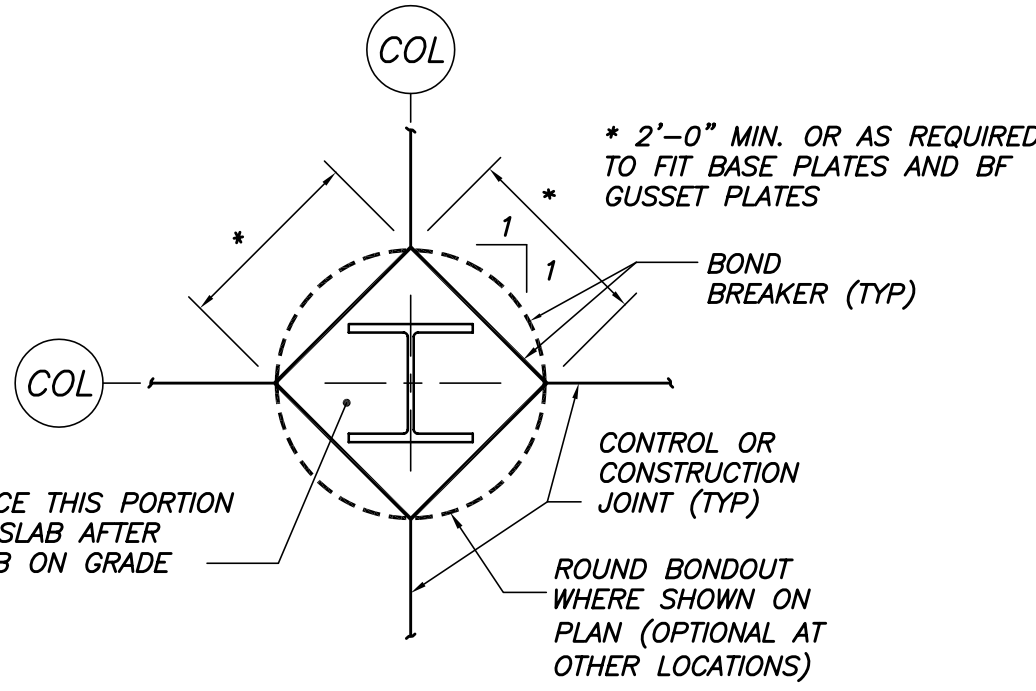 COL
* 2'-0" MIN. OR AS REQUIRED
TO FIT BASE PLATES AND BF
GUSSET PLATES
*
*
1
1
BOND
BREAKER (TYP)
COL
CONTROL OR
CONSTRUCTION
JOINT (TYP)
THIS PORTION
SLAB AFTER
ON GRADE
ROUND BONDOUT
WHERE SHOWN ON
PLAN (OPTIONAL AT
OTHER LOCATIONS)